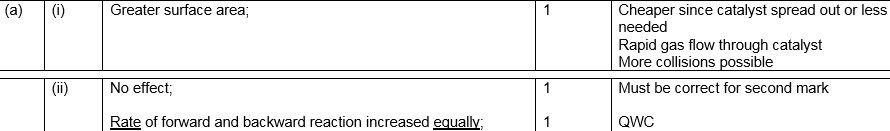 (a) (i) Greater surface area; 1 Cheaper since catalyst spread out or less
needed
Rapid gas flow through catalyst
More collisions possible
(ii) No effect; 1 Must be correct for second mark
Rate of forward and backward reaction increased equally; 1 QWC